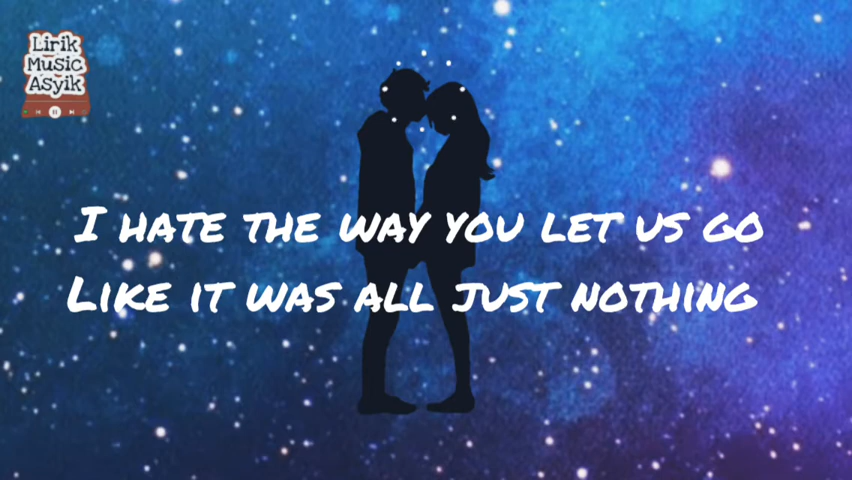 Lirik
Music
Asyik
I HATE THE WAY YOU LET US GO
LIKE IT WAS ALL JUST NOTHING